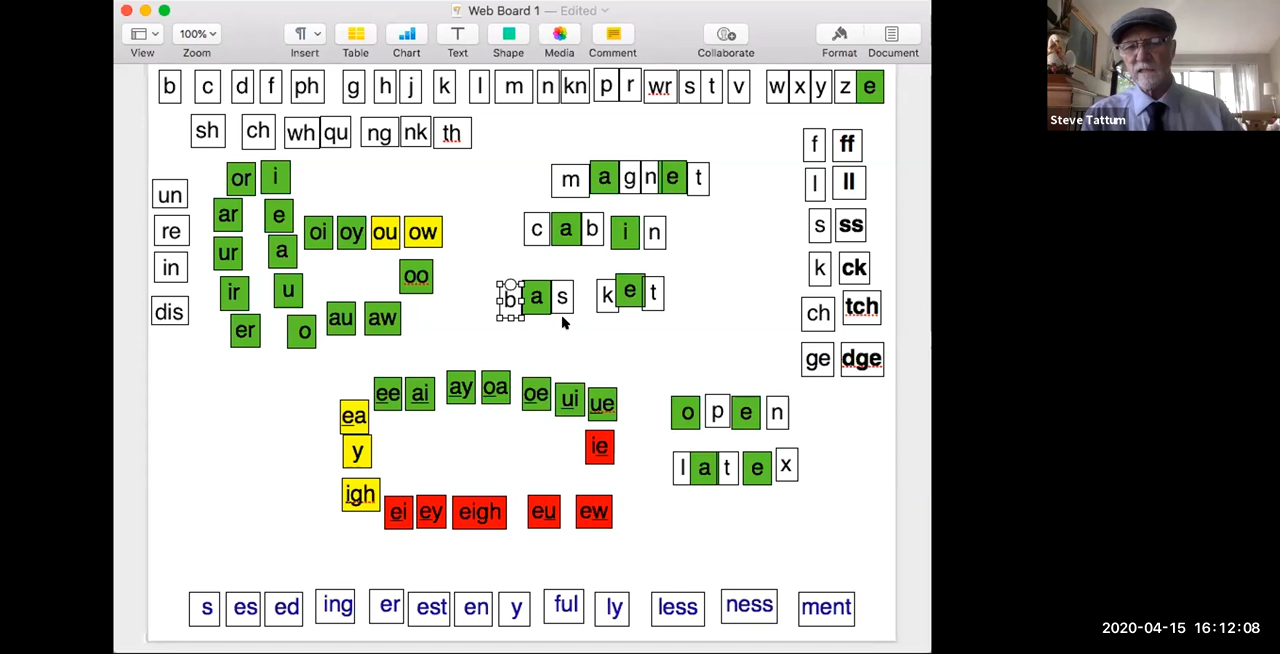 Web Board 1 — Edited
100%
View Zoom Insert Table Chart Text Shape Media Comment Collaborate Format Document
b c d f ph g h j k l m n kn p r wr s t v w x y z e
sh ch wh qu ng nk th
f ff
un or i m a g n e t
l ll
re ar e oi oy ou ow c a b i n
s ss
in ur a
k ck
oo
dis ir u b a s k e t
ch tch
er o au aw
ge dge
ee ai ay oa oe ui ue
ea o p e n
y ie
l a t e x
igh
ei ey eigh eu ew
s es ed ing er est en y ful ly less ness ment
Steve Tattum
2020-04-15 16:12:08